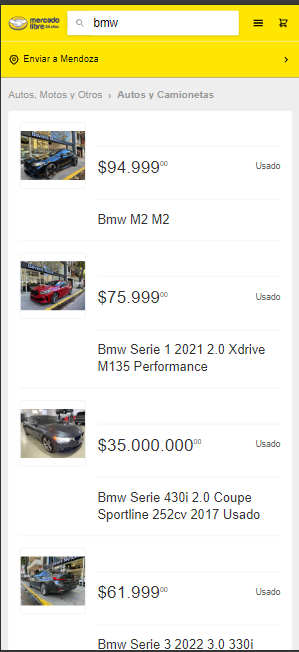 mercado
libre
bmw
Enviar a Mendoza
Autos, Motos y Otros › Autos y Camionetas
$94.999 00 Usado
Bmw M2 M2
$75.999 00 Usado
Bmw Serie 1 2021 2.0 Xdrive
M135 Performance
$35.000.000 00 Usado
Bmw Serie 430i 2.0 Coupe
Sportline 252cv 2017 Usado
$61.999 00 Usado
Bmw Serie 3 2022 3.0 330i